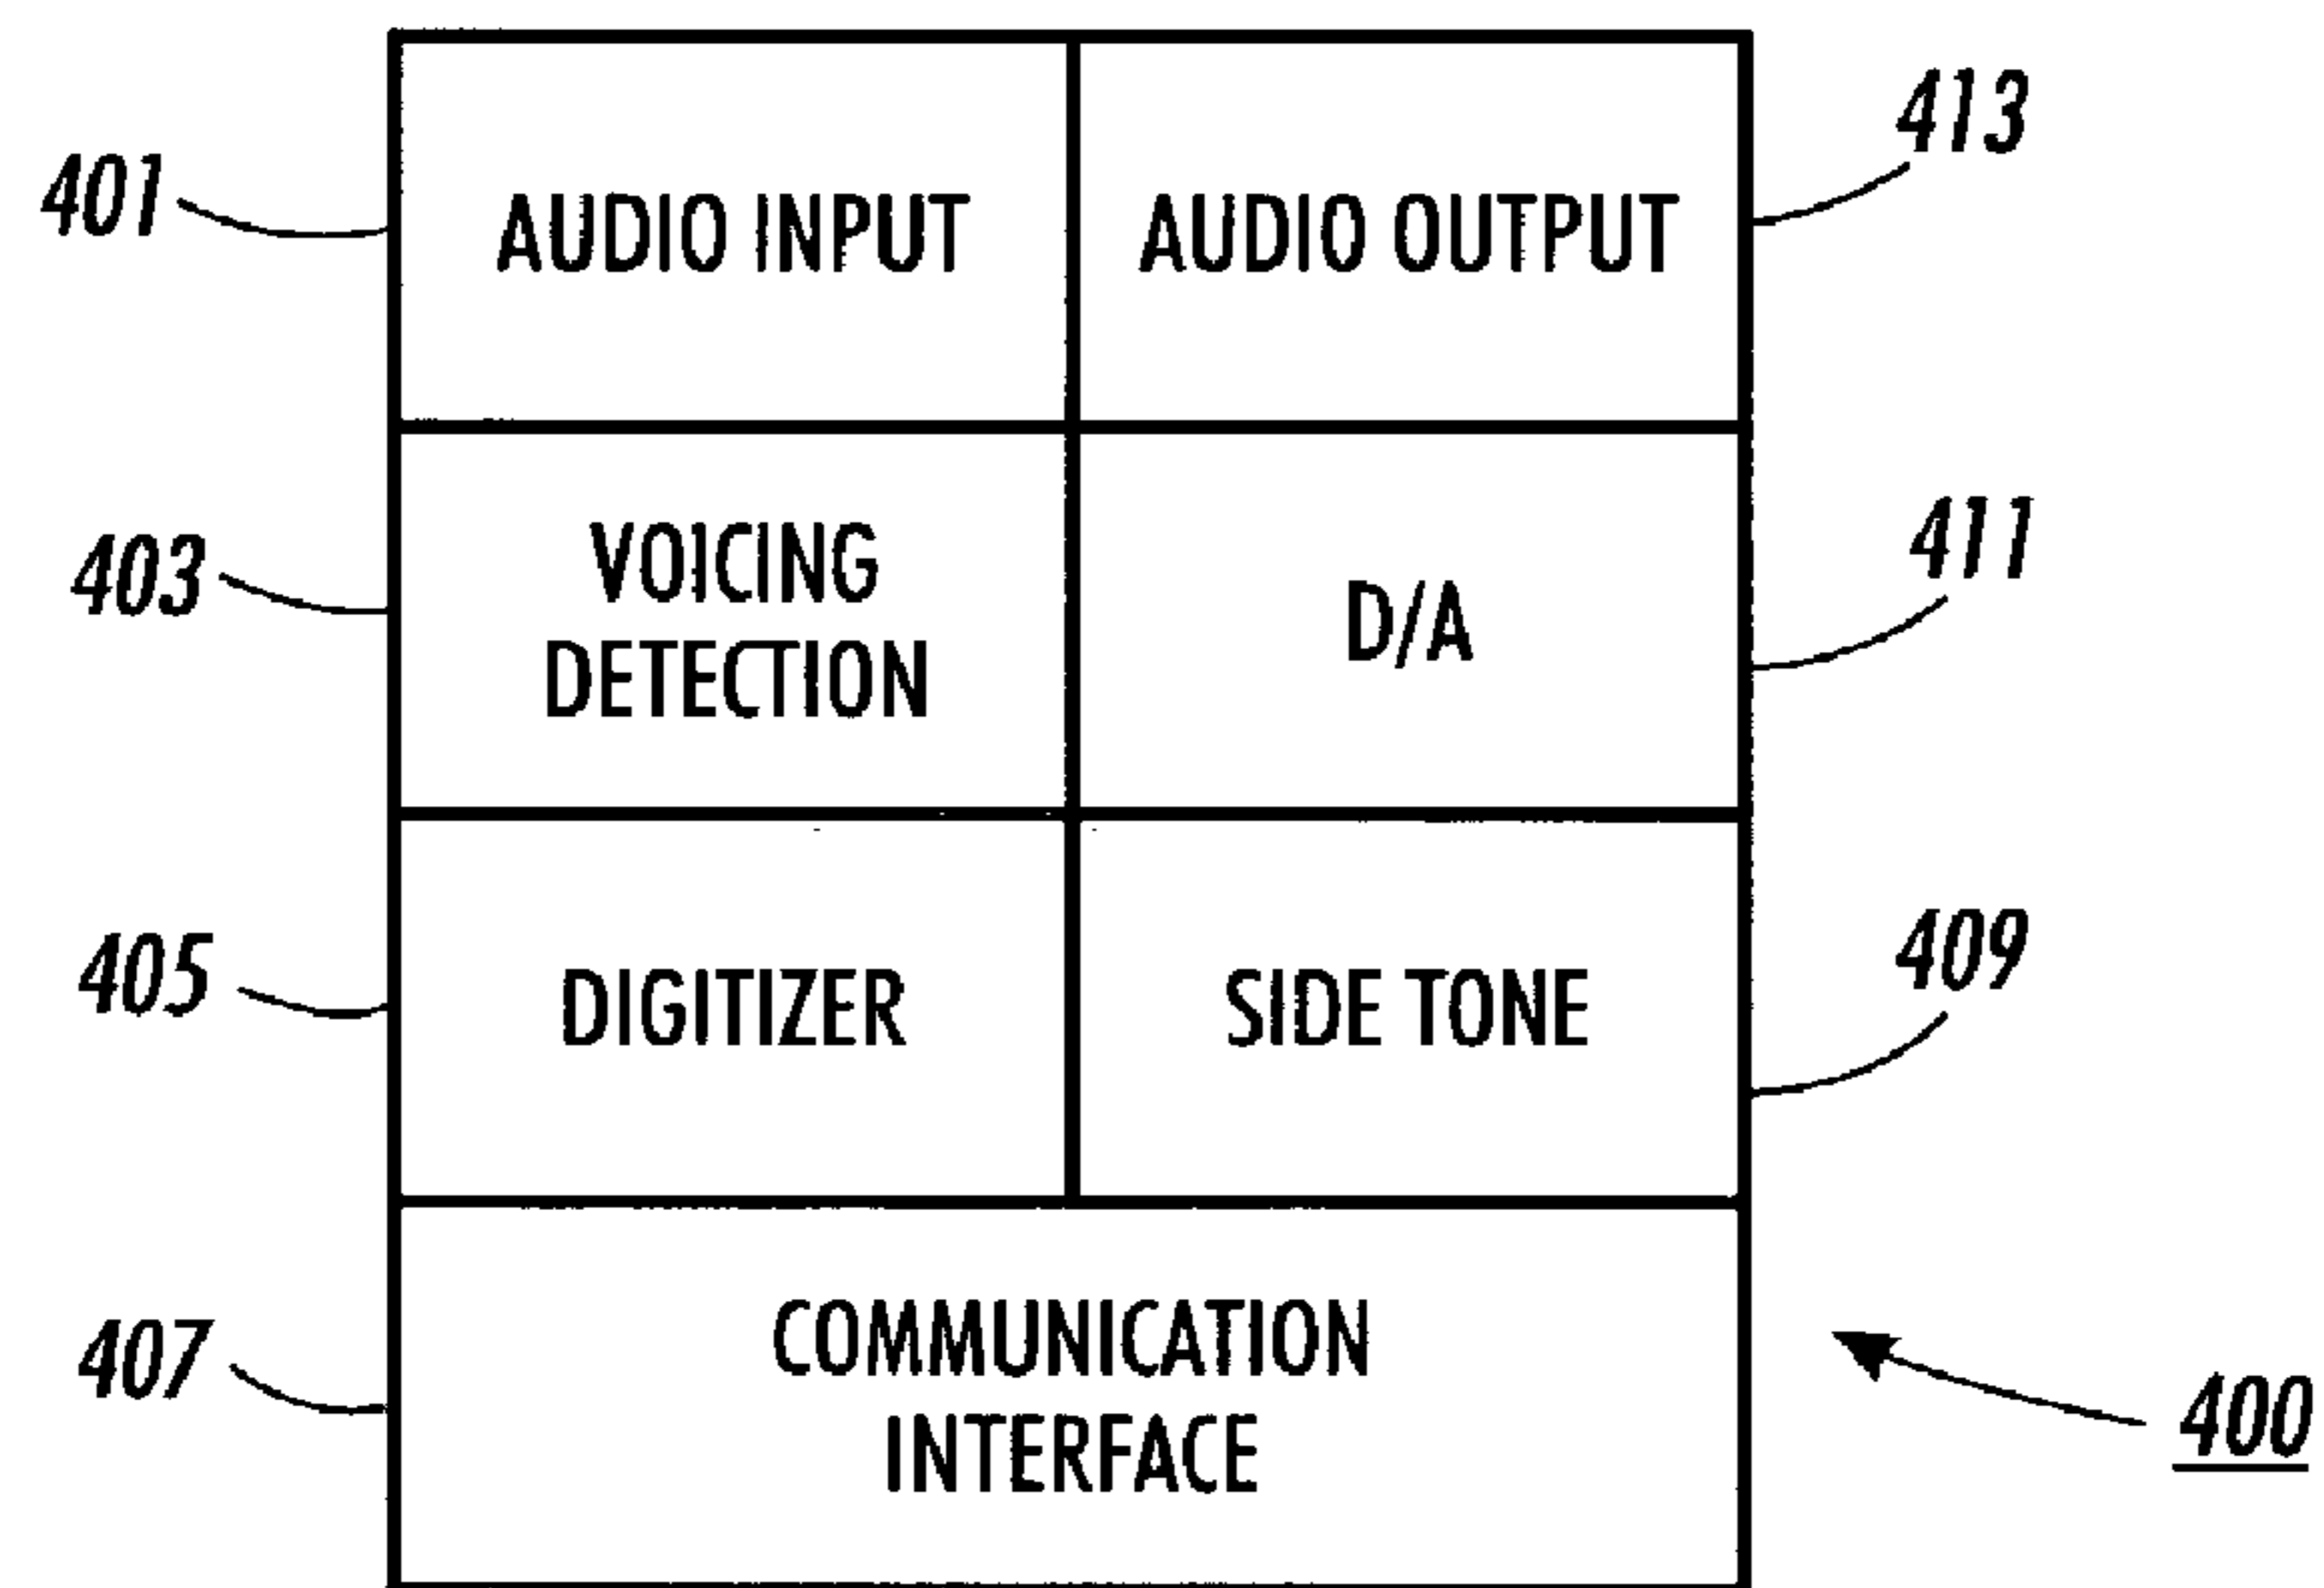 401
AUDIO INPUT
AUDIO OUTPUT
413
403
VOICING
DETECTION
D/A
411
405
DIGITIZER
SIDE TONE
409
407
COMMUNICATION
INTERFACE
400